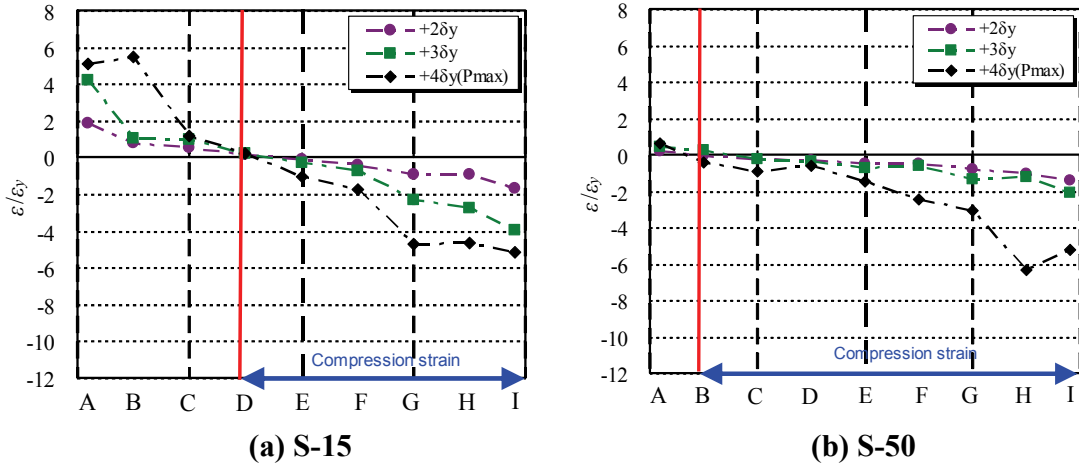 8
6
4
2
0
-2
-4
-6
-8
-10
-12
ε/εy
+2δy
+3δy
+4δy(Pmax)
Compression strain
A B C D E F G H I
(a) S-15
8
6
4
2
0
-2
-4
-6
-8
-10
-12
ε/εy
+2δy
+3δy
+4δy(Pmax)
Compression strain
A B C D E F G H I
(b) S-50